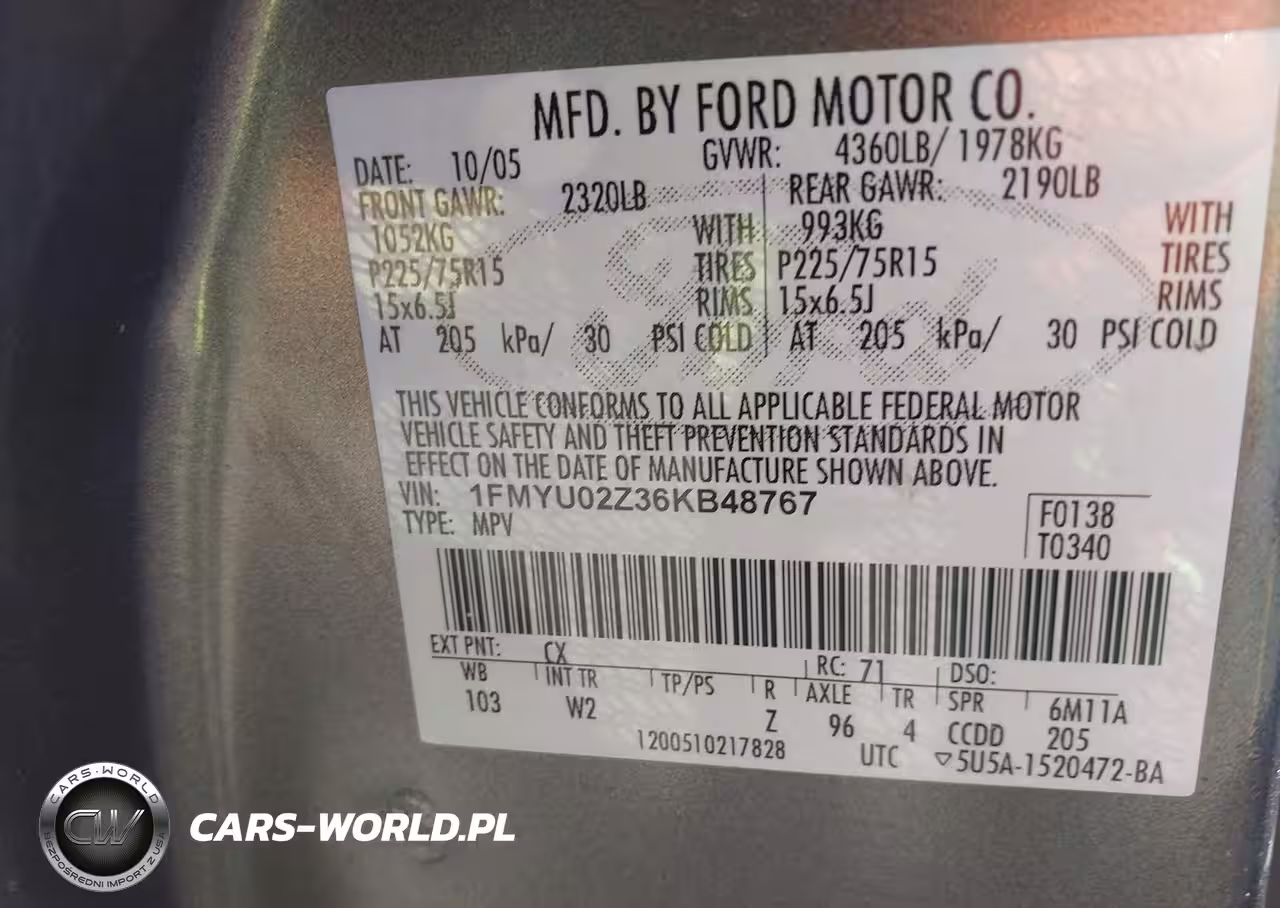 MFD. BY FORD MOTOR CO.
DATE: 10/05 GVWR: 4360LB/ 1978KG
FRONT GAWR: 2320LB REAR GAWR: 2190LB
1052KG WITH 993KG WITH
P225/75R15 TIRES P225/75R15 TIRES
15x6.5J RIMS 15x6.5J RIMS
AT 205 kPa/ 30 PSI COLD AT 205 kPa/ 30 PSI COLD
THIS VEHICLE CONFORMS TO ALL APPLICABLE FEDERAL MOTOR
VEHICLE SAFETY AND THEFT PREVENTION STANDARDS IN
EFFECT ON THE DATE OF MANUFACTURE SHOWN ABOVE.
VIN: 1FMYU02Z36KB48767
TYPE: MPV
F0138
T0340
EXT PNT: CX RC: 71 DSO:
WB INT TR TP/PS R AXLE TR SPR 6M11A
103 W2 Z 96 4 CCDD 205
1200510217828 UTC ▽5U5A-1520472-BA
CARS-WORLD
CW
BEZPOŚREDNI IMPORT Z USA
CARS-WORLD.PL